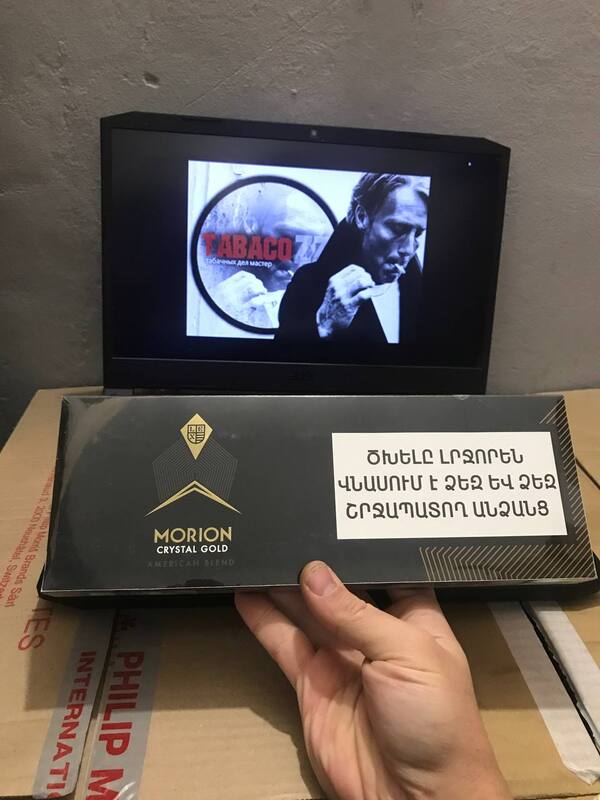 TABACO
табачных дел мастер
MORION
CRYSTAL GOLD
AMERICAN BLEND
ԾԽԵԼԸ ԼՐՋՈՐԵՆ
ՎՆԱՍՈՒՄ Է ՁԵԶ ԵՎ ՁԵԶ
ՇՐՋԱՊԱՏՈՂ ԱՆՁԱՆՑ
PHILIP M
INTERNATI